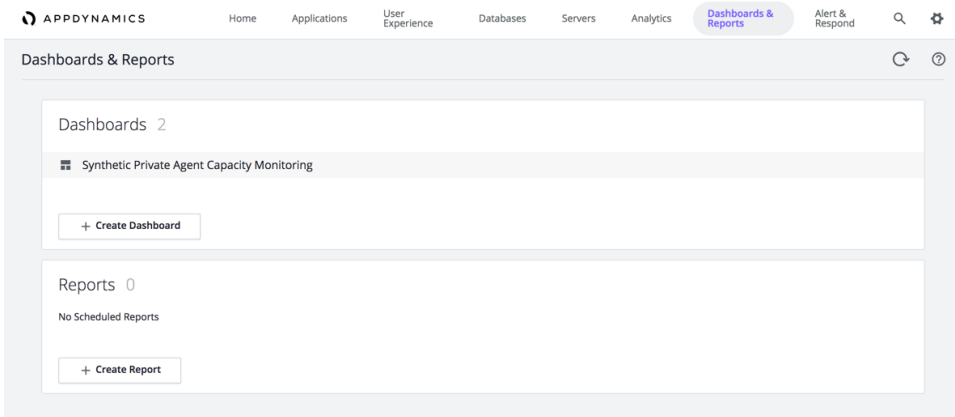 APPDYNAMICS
Home
Applications
User
Experience
Databases
Servers
Analytics
Dashboards &
Reports
Alert &
Respond
Dashboards & Reports
Dashboards 2
Synthetic Private Agent Capacity Monitoring
+ Create Dashboard
Reports 0
No Scheduled Reports
+ Create Report